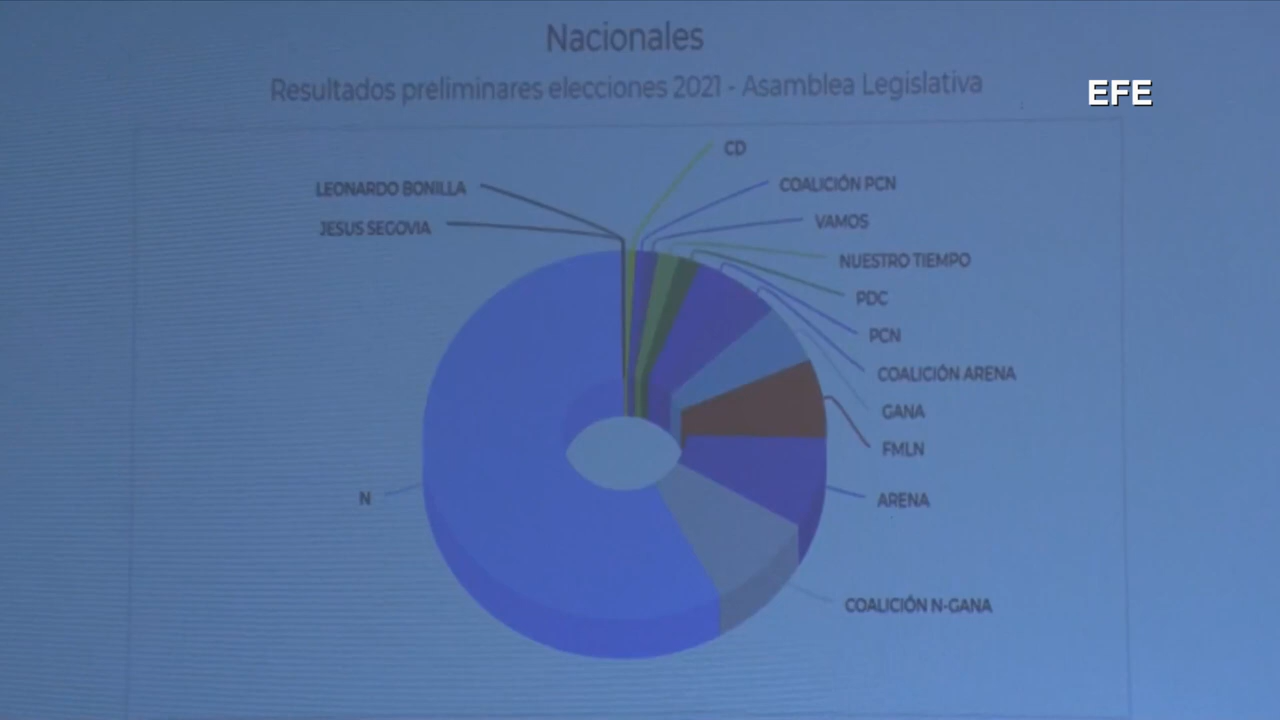 Nacionales
Resultados preliminares elecciones 2021 - Asamblea Legislativa
EFE
CD
LEONARDO BONILLA
COALICIÓN PCN
JESUS SEGOVIA
VAMOS
NUESTRO TIEMPO
PDC
PCN
COALICIÓN ARENA
GANA
FMLN
N
ARENA
COALICIÓN N-GANA